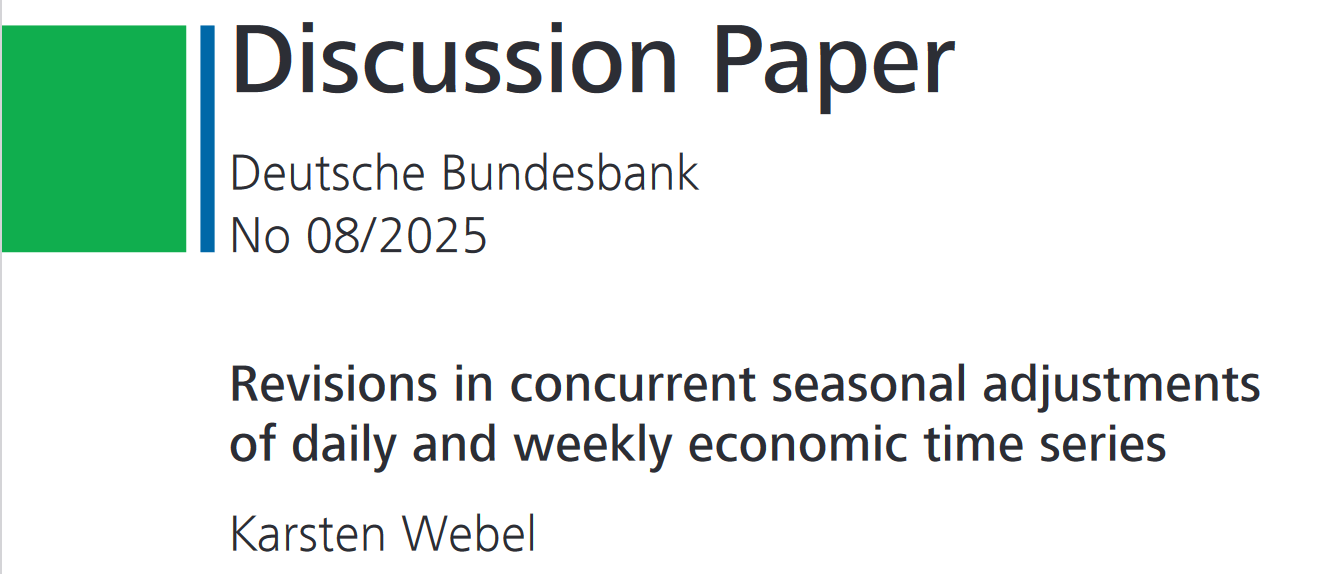 Discussion Paper
Deutsche Bundesbank
No 08/2025
Revisions in concurrent seasonal adjustments
of daily and weekly economic time series
Karsten Webel